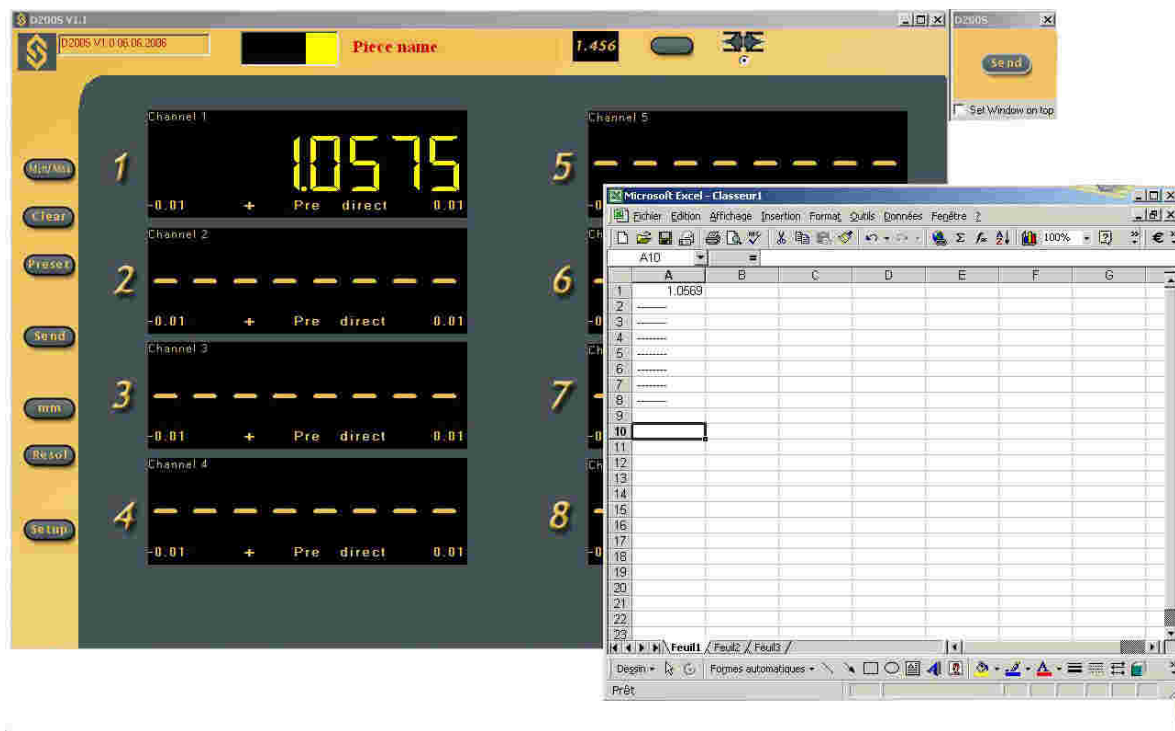 D200S V1.1
D200S V1.0 06.06.2006
Piece name
1.456
D200S
Send
Set Window on top
Min/Max
Clear
Preset
Send
mm
Resol
Setup
1
Channel 1
1.0575
-0.01 + Pre direct 0.01
2
Channel 2
- - - - - - - -
-0.01 + Pre direct 0.01
3
Channel 3
- - - - - - - -
-0.01 + Pre direct 0.01
4
Channel 4
- - - - - - - -
-0.01 + Pre direct 0.01
5
Channel 5
- - - - - - - -
6
7
8
Microsoft Excel - Classeur1
Fichier Edition Affichage Insertion Format Outils Données Fenêtre ?
100%
A10 =
A B C D E F G
1 1.0569
2 --------
3 --------
4 --------
5 --------
6 --------
7 --------
8 --------
9
10
11
12
13
14
15
16
17
18
19
20
21
22
23
Feuil1 / Feuil2 / Feuil3 /
Dessin Formes automatiques
Prêt